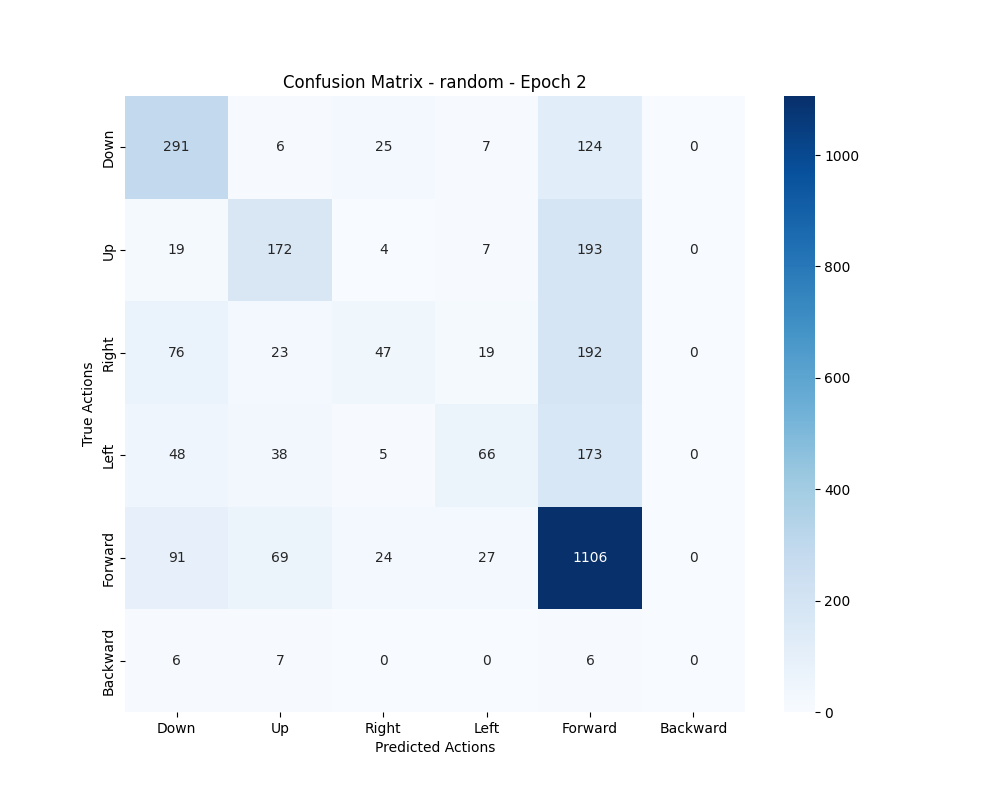 Confusion Matrix - random - Epoch 2
True Actions
Down 291 6 25 7 124 0
Up 19 172 4 7 193 0
Right 76 23 47 19 192 0
Left 48 38 5 66 173 0
Forward 91 69 24 27 1106 0
Backward 6 7 0 0 6 0
Down Up Right Left Forward Backward
Predicted Actions
1000
800
600
400
200
0